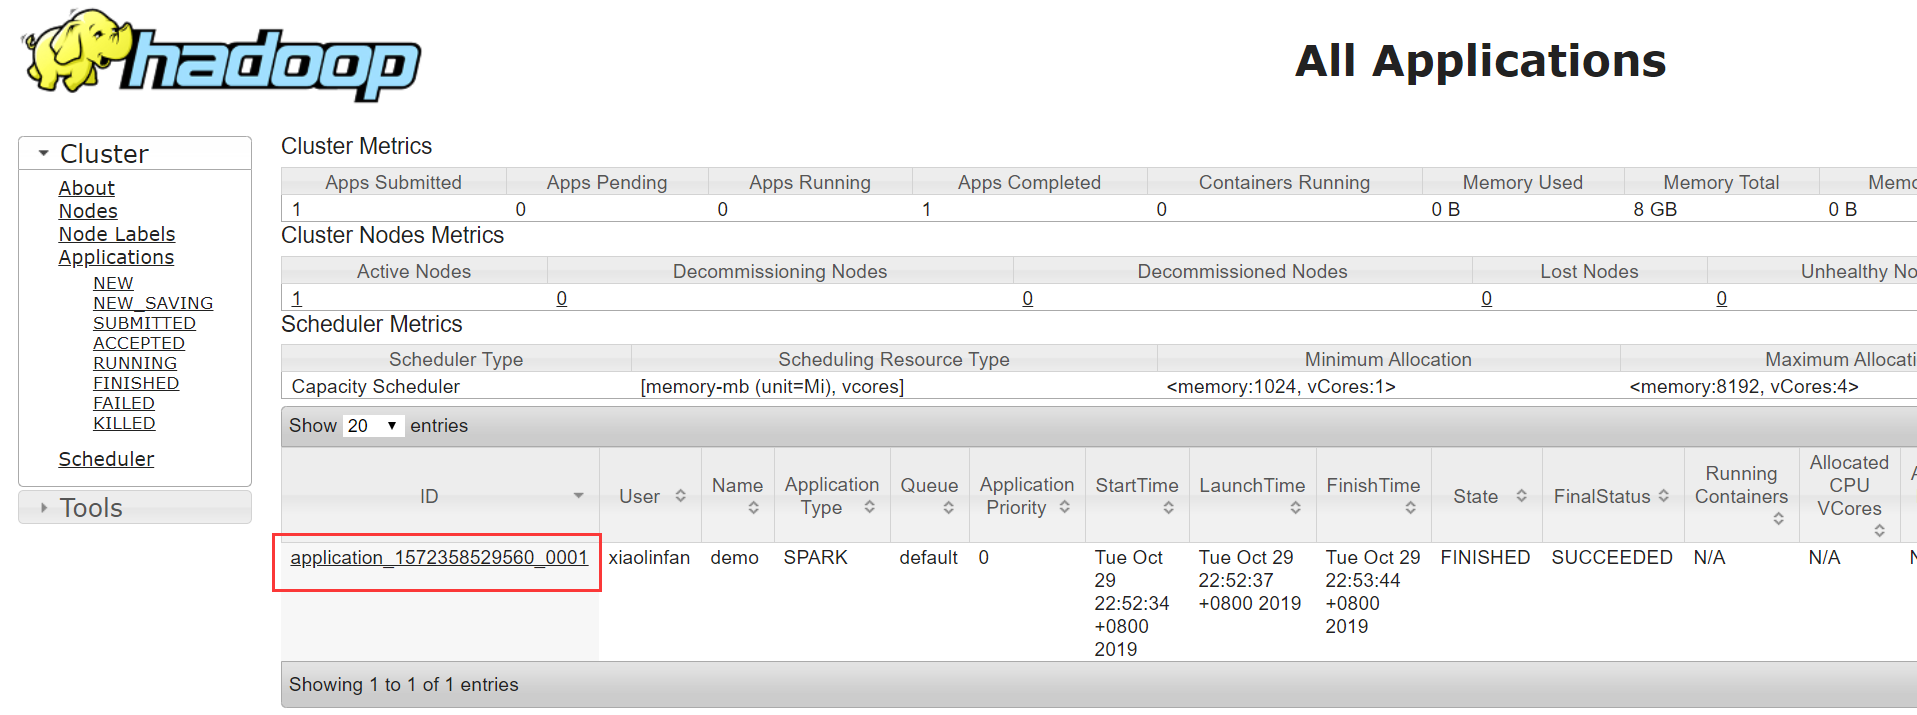 hadoop
All Applications
Cluster
About
Nodes
Node Labels
Applications
NEW
NEW_SAVING
SUBMITTED
ACCEPTED
RUNNING
FINISHED
FAILED
KILLED
Scheduler
Tools
Cluster Metrics
Apps Submitted Apps Pending Apps Running Apps Completed Containers Running Memory Used Memory Total
1 0 0 1 0 0 B 8 GB 0 B
Cluster Nodes Metrics
Active Nodes Decommissioning Nodes Decommissioned Nodes Lost Nodes Unhealthy
1 0 0 0 0
Scheduler Metrics
Scheduler Type Scheduling Resource Type Minimum Allocation Maximum
Capacity Scheduler [memory-mb (unit=Mi), vcores] <memory:1024, vCores:1> <memory:8192, vCores:4>
Show 20 entries
ID User Name Application Type Queue Application Priority StartTime LaunchTime FinishTime State FinalStatus Running Containers Allocated CPU VCores
application_1572358529560_0001 xiaolinfan demo SPARK default 0 Tue Oct 29 22:52:34 +0800 2019 Tue Oct 29 22:52:37 +0800 2019 Tue Oct 29 22:53:44 +0800 2019 FINISHED SUCCEEDED N/A N/A
Showing 1 to 1 of 1 entries